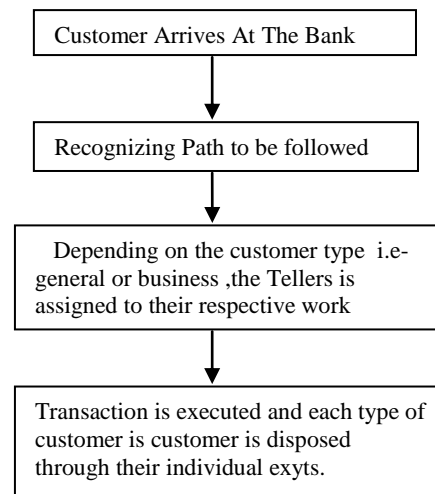 Customer Arrives At The Bank
Recognizing Path to be followed
Depending on the customer type i.e-
general or business ,the Tellers is
assigned to their respective work
Transaction is executed and each type of
customer is customer is disposed
through their individual exyts.